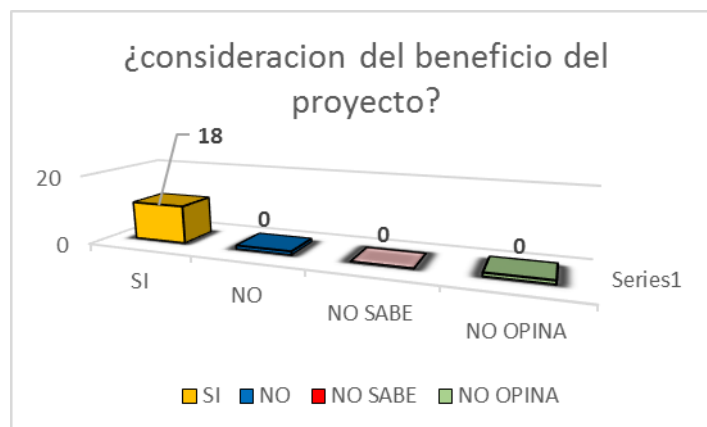 ¿consideracion del beneficio del
proyecto?
18
20
0
0
0
0
SI
NO
NO SABE
NO OPINA
Series1
SI NO NO SABE NO OPINA